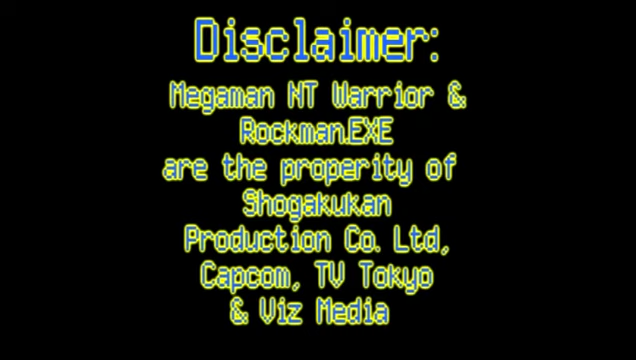 Disclaimer:
Megaman NT Warrior &
Rockman.EXE
are the properity of
Shogakukan
Production Co. Ltd,
Capcom, TV Tokyo
& Viz Media